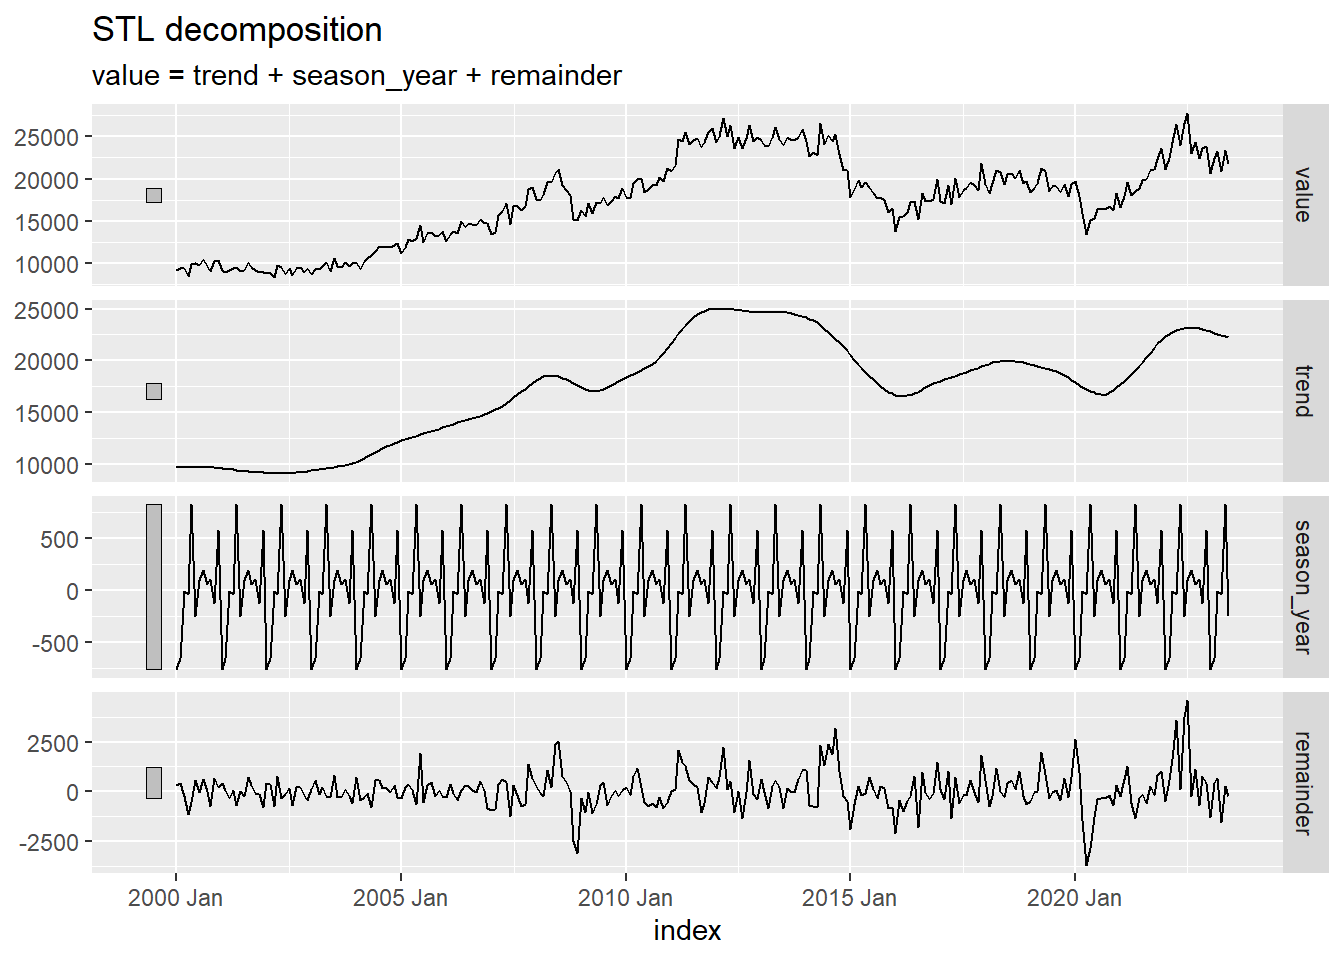 STL decomposition
value = trend + season_year + remainder
25000
20000
15000
10000
value
25000
20000
15000
10000
trend
500
0
-500
season_year
2500
0
-2500
remainder
2000 Jan 2005 Jan 2010 Jan 2015 Jan 2020 Jan
index